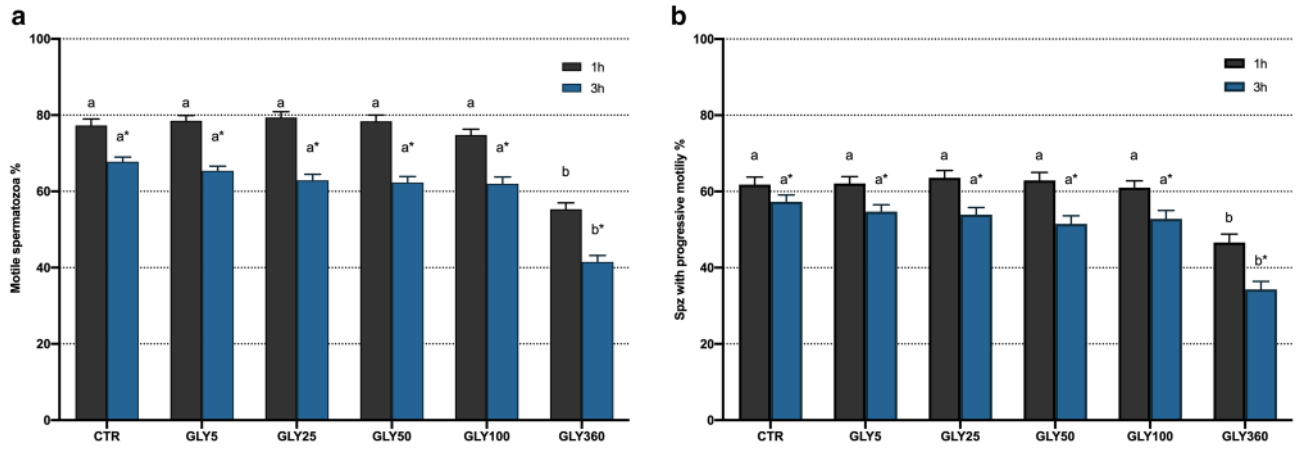 a
100
80
60
40
20
0
Motile spermatozoa %
1h
3h
a a a a a b
a* a* a* a* a* b*
CTR GLY5 GLY25 GLY50 GLY100 GLY360
b
100
80
60
40
20
0
Spz with progressive motiliy %
1h
3h
a a a a a b
a* a* a* a* a* b*
CTR GLY5 GLY25 GLY50 GLY100 GLY360